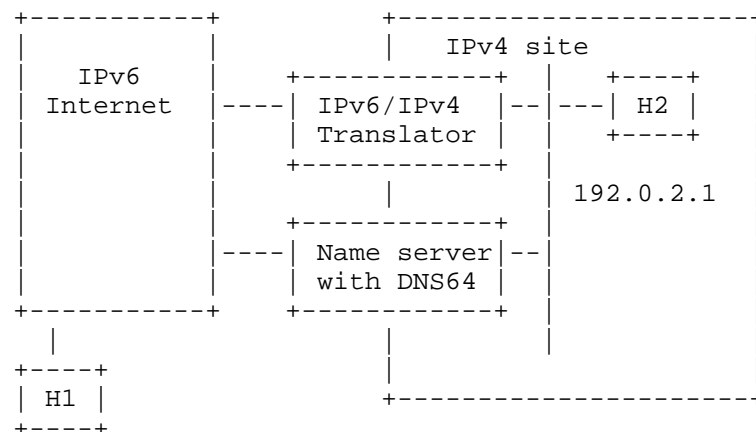 IPv4 site
IPv6
Internet
IPv6/IPv4
Translator
H2
192.0.2.1
Name server
with DNS64
H1